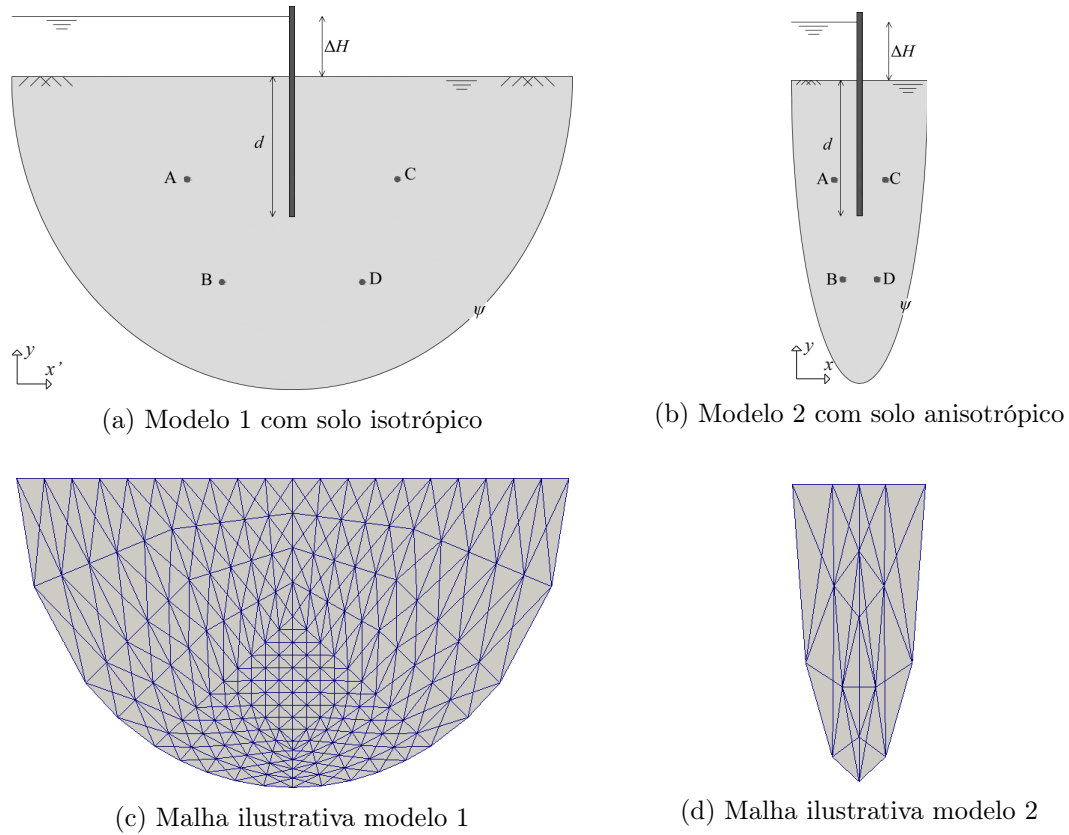 ΔH
d
A
C
B
D
ψ
y
x'
(a) Modelo 1 com solo isotrópico
ΔH
d
A
C
B
D
ψ
y
x
(b) Modelo 2 com solo anisotrópico
(c) Malha ilustrativa modelo 1
(d) Malha ilustrativa modelo 2